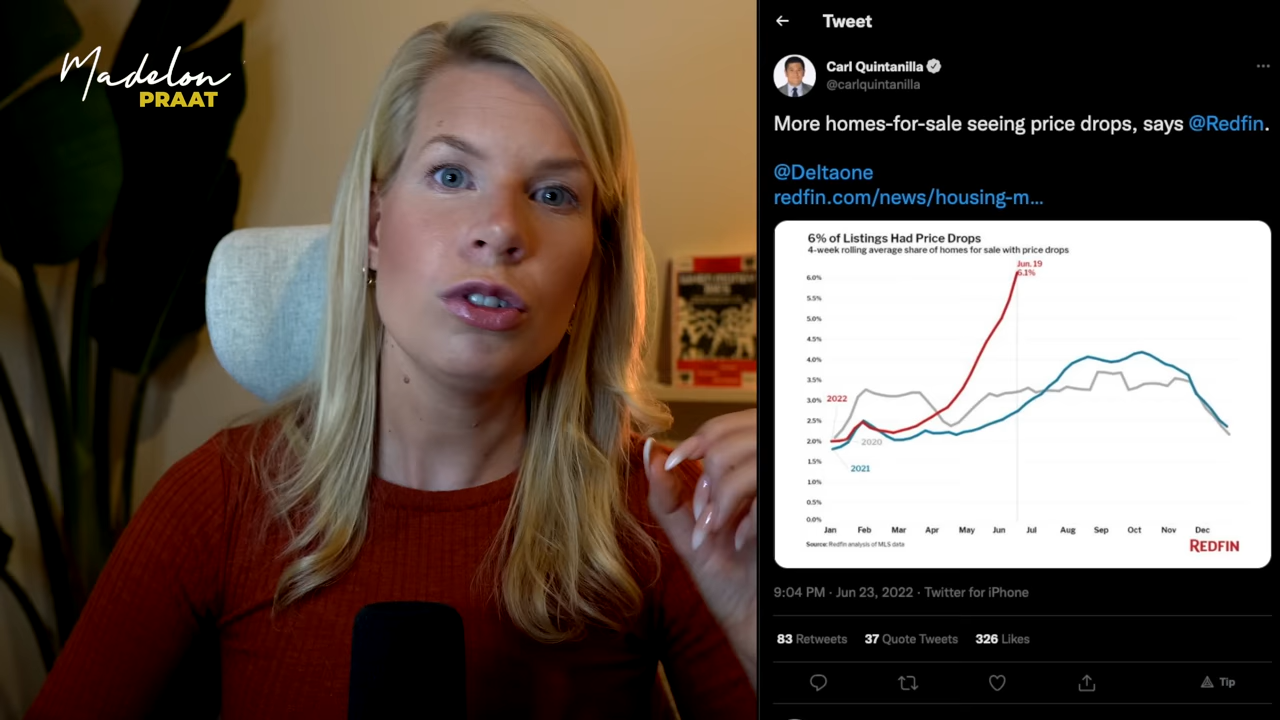 Madelon
PRAAT
Tweet
Carl Quintanilla
@carlquintanilla
More homes-for-sale seeing price drops, says @Redfin.
@Deltaone
redfin.com/news/housing-m...
6% of Listings Had Price Drops
4-week rolling average share of homes for sale with price drops
Jun. 19
6.1%
6.0%
5.5%
5.0%
4.5%
4.0%
3.5%
3.0%
2.5%
2.0%
1.5%
1.0%
0.5%
0.0%
2022
2020
2021
Jan Feb Mar Apr May Jun Jul Aug Sep Oct Nov Dec
Source: Redfin analysis of MLS data
REDFIN
9:04 PM · Jun 23, 2022 · Twitter for iPhone
83 Retweets 37 Quote Tweets 326 Likes
Tip